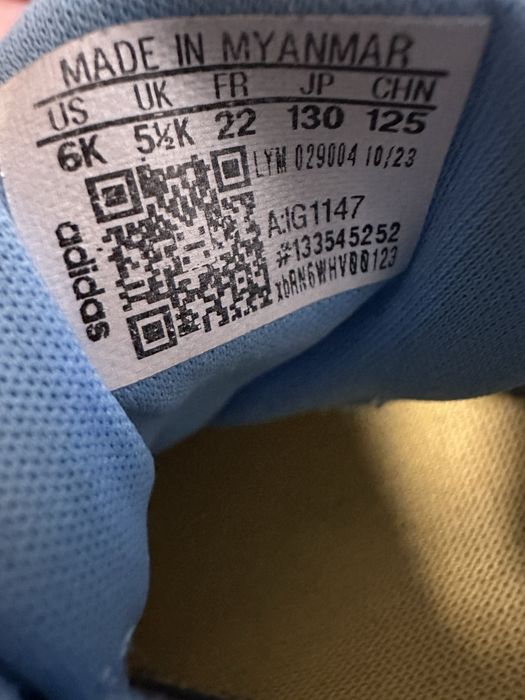 MADE IN MYANMAR
US UK FR JP CHN
6K 5½K 22 130 125
LYM 029004 10/23
A:IG1147
#133545252
xbRN6WHV00123
adidas